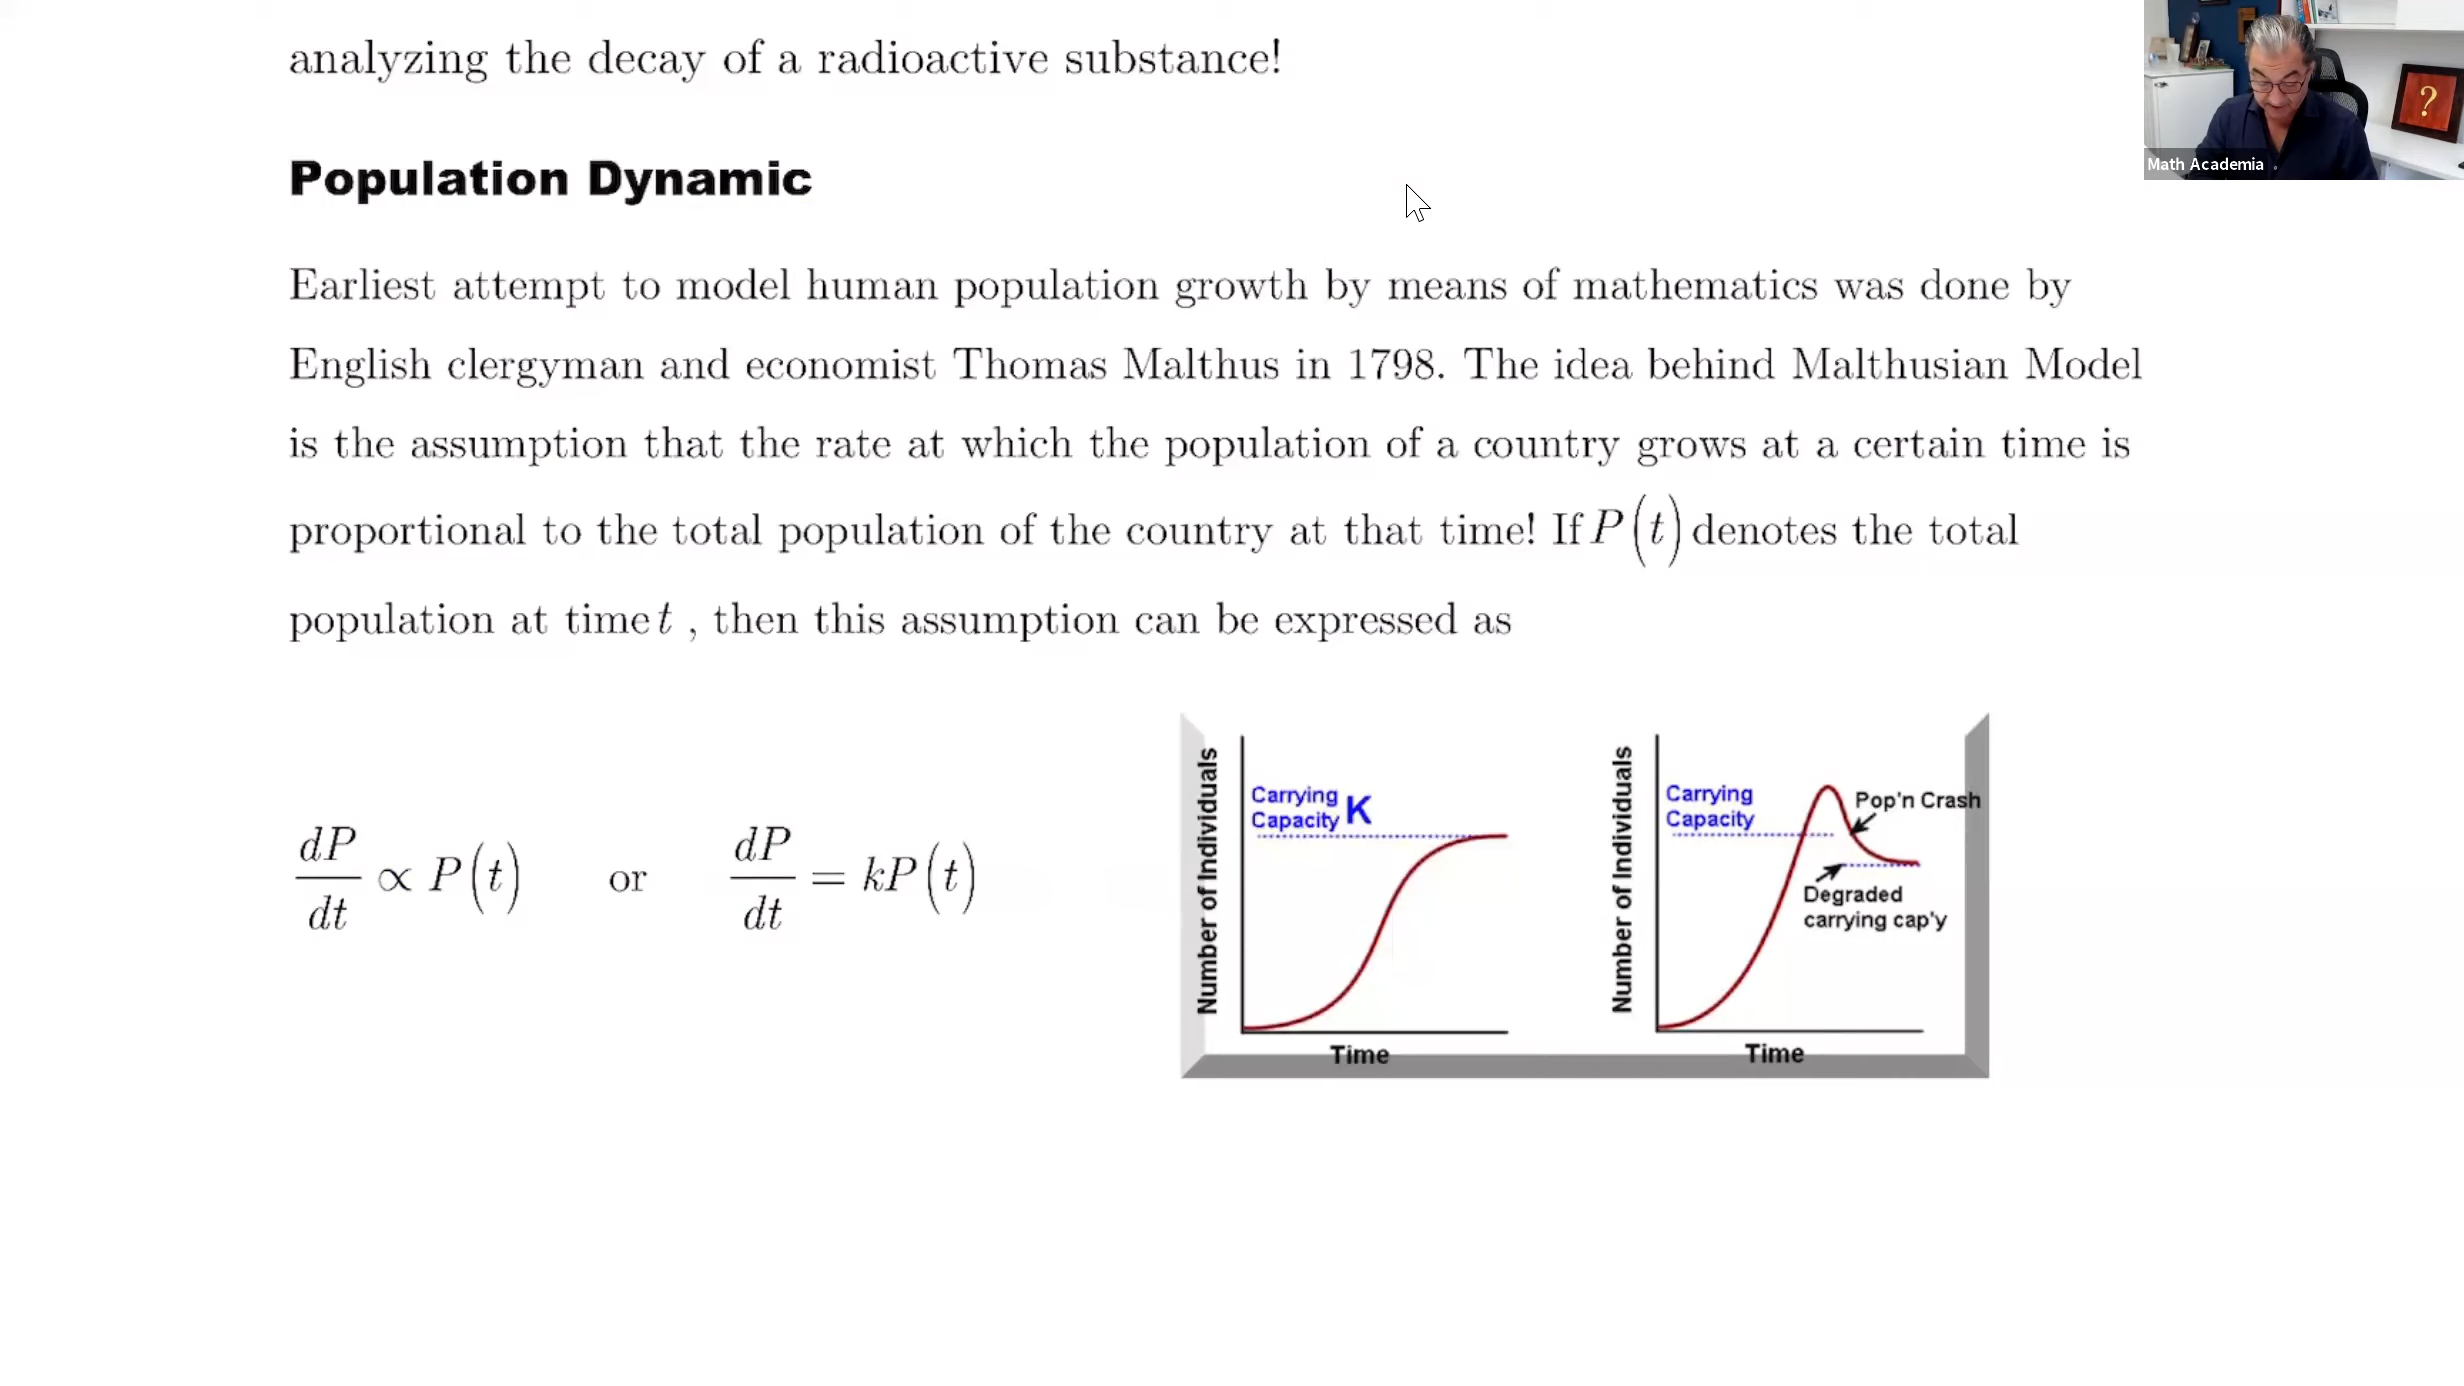 analyzing the decay of a radioactive substance!
?
Math Academia
Population Dynamic
Earliest attempt to model human population growth by means of mathematics was done by
English clergyman and economist Thomas Malthus in 1798. The idea behind Malthusian Model
is the assumption that the rate at which the population of a country grows at a certain time is
proportional to the total population of the country at that time! If P(t) denotes the total
population at time t , then this assumption can be expressed as
dP/dt ∝ P(t) or dP/dt = kP(t)
Number of Individuals
Carrying
Capacity K
Time
Number of Individuals
Carrying
Capacity
Pop'n Crash
Degraded
carrying cap'y
Time